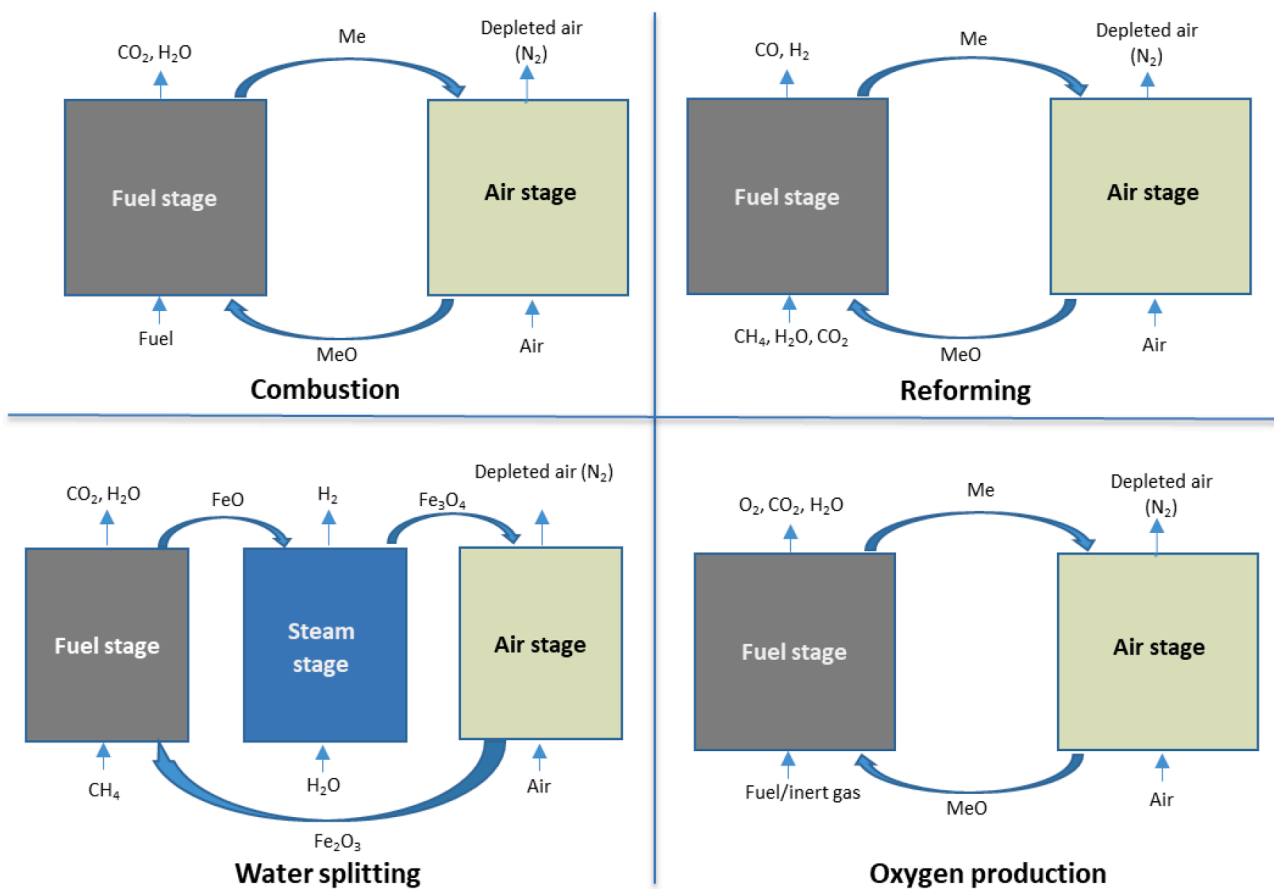 CO₂, H₂O
Me
Depleted air
(N₂)
Fuel stage
Air stage
Fuel
MeO
Air
Combustion
CO, H₂
Me
Depleted air
(N₂)
Fuel stage
Air stage
CH₄, H₂O, CO₂
MeO
Air
Reforming
CO₂, H₂O
FeO
H₂
Fe₃O₄
Depleted air (N₂)
Fuel stage
Steam
stage
Air stage
CH₄
H₂O
Air
Fe₂O₃
Water splitting
O₂, CO₂, H₂O
Me
Depleted air
(N₂)
Fuel stage
Air stage
Fuel/inert gas
MeO
Air
Oxygen production